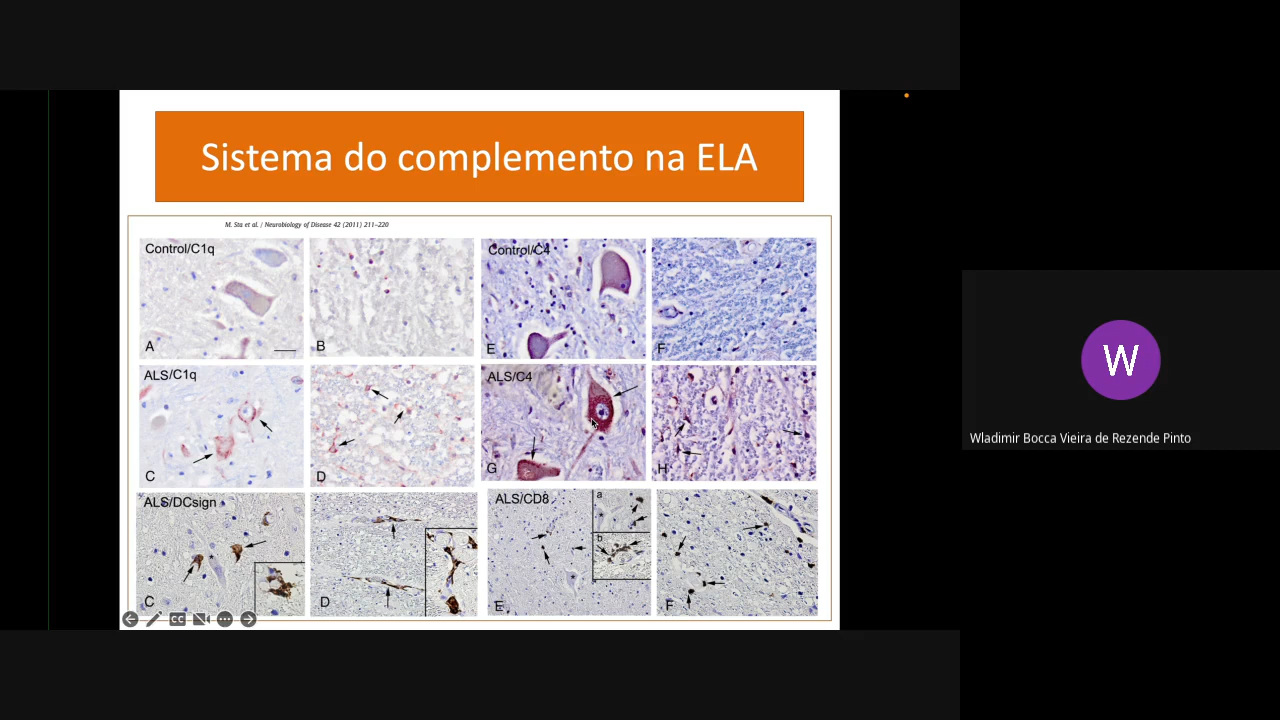 Sistema do complemento na ELA
M. Sta et al. / Neurobiology of Disease 42 (2011) 211–220
Control/C1q
A
B
Control/C4
E
F
ALS/C1q
C
D
ALS/C4
G
H
ALS/DCsign
C
D
ALS/CD8
a
b
E
F
CC
W
Wladimir Bocca Vieira de Rezende Pinto